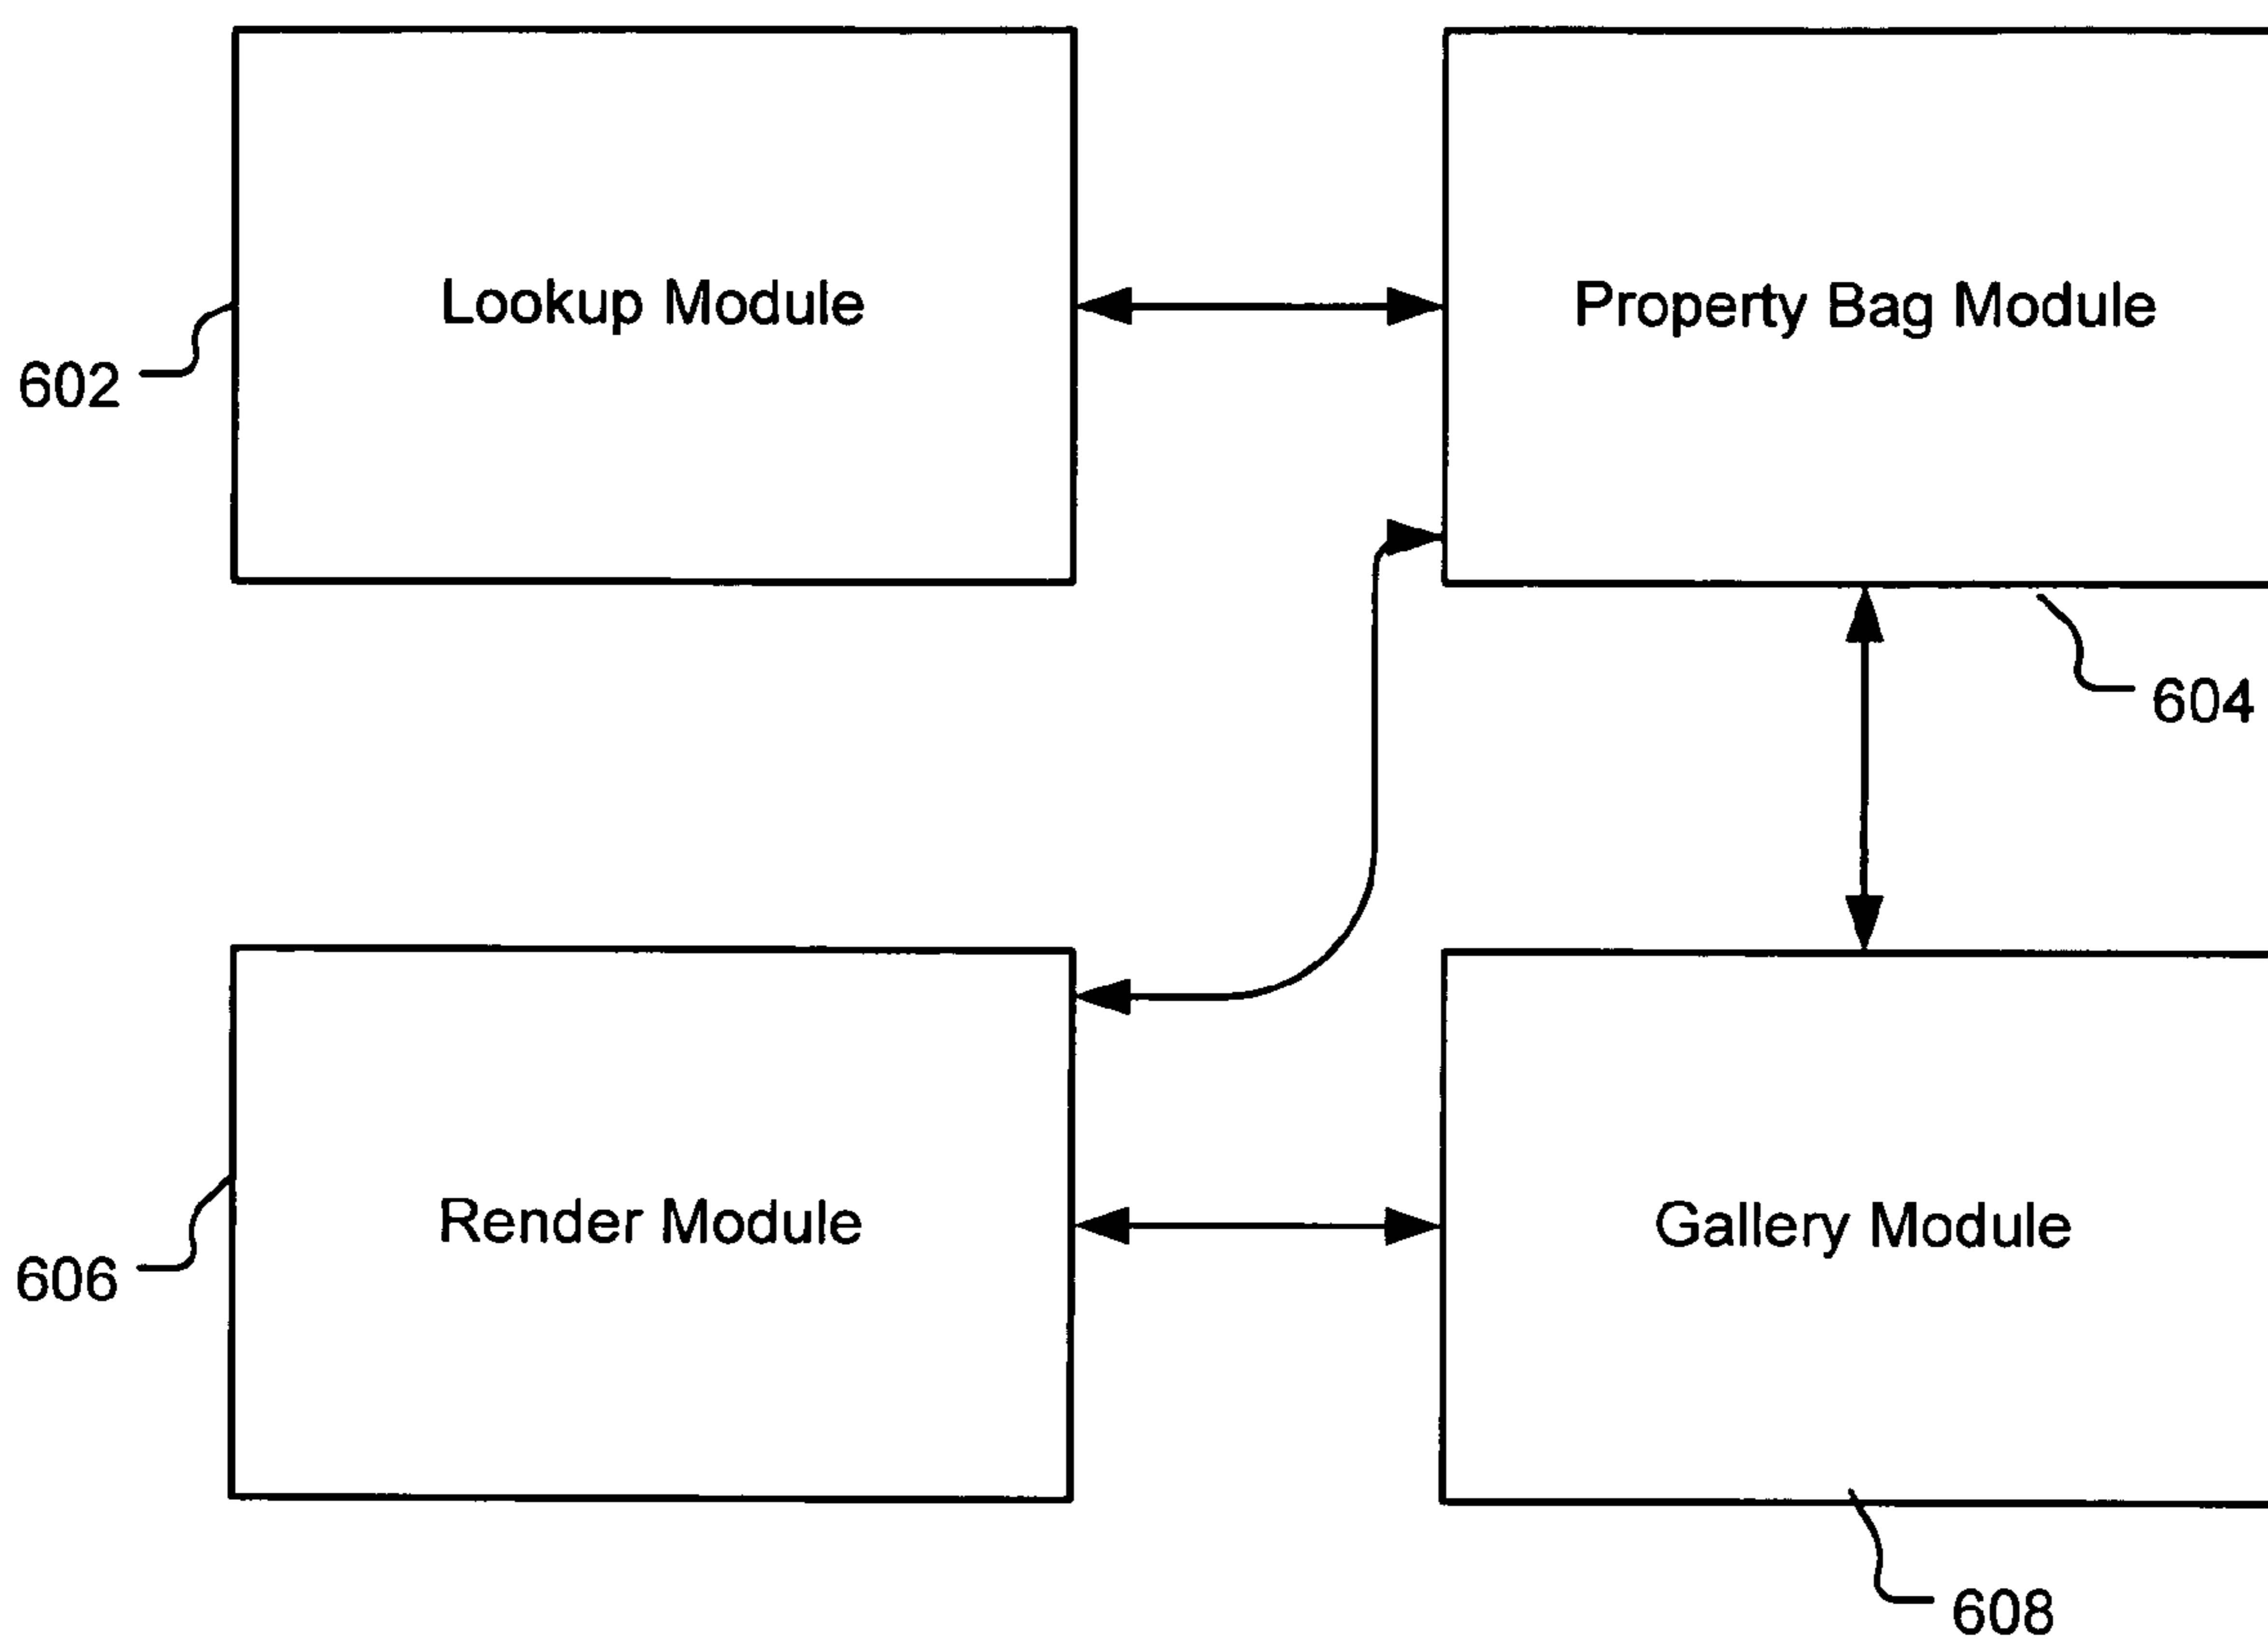 Lookup Module
Property Bag Module
602
604
Render Module
Gallery Module
606
608